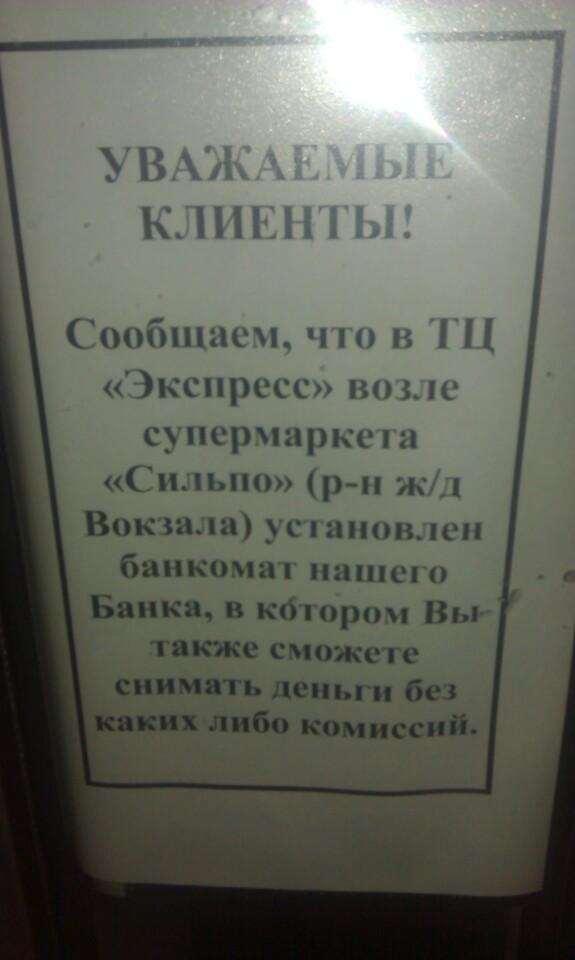 УВАЖАЕМЫЕ
КЛИЕНТЫ!
Сообщаем, что в ТЦ
«Экспресс» возле
супермаркета
«Сильпо» (р-н ж/д
Вокзала) установлен
банкомат нашего
Банка, в котором Вы
также сможете
снимать деньги без
каких либо комиссий.